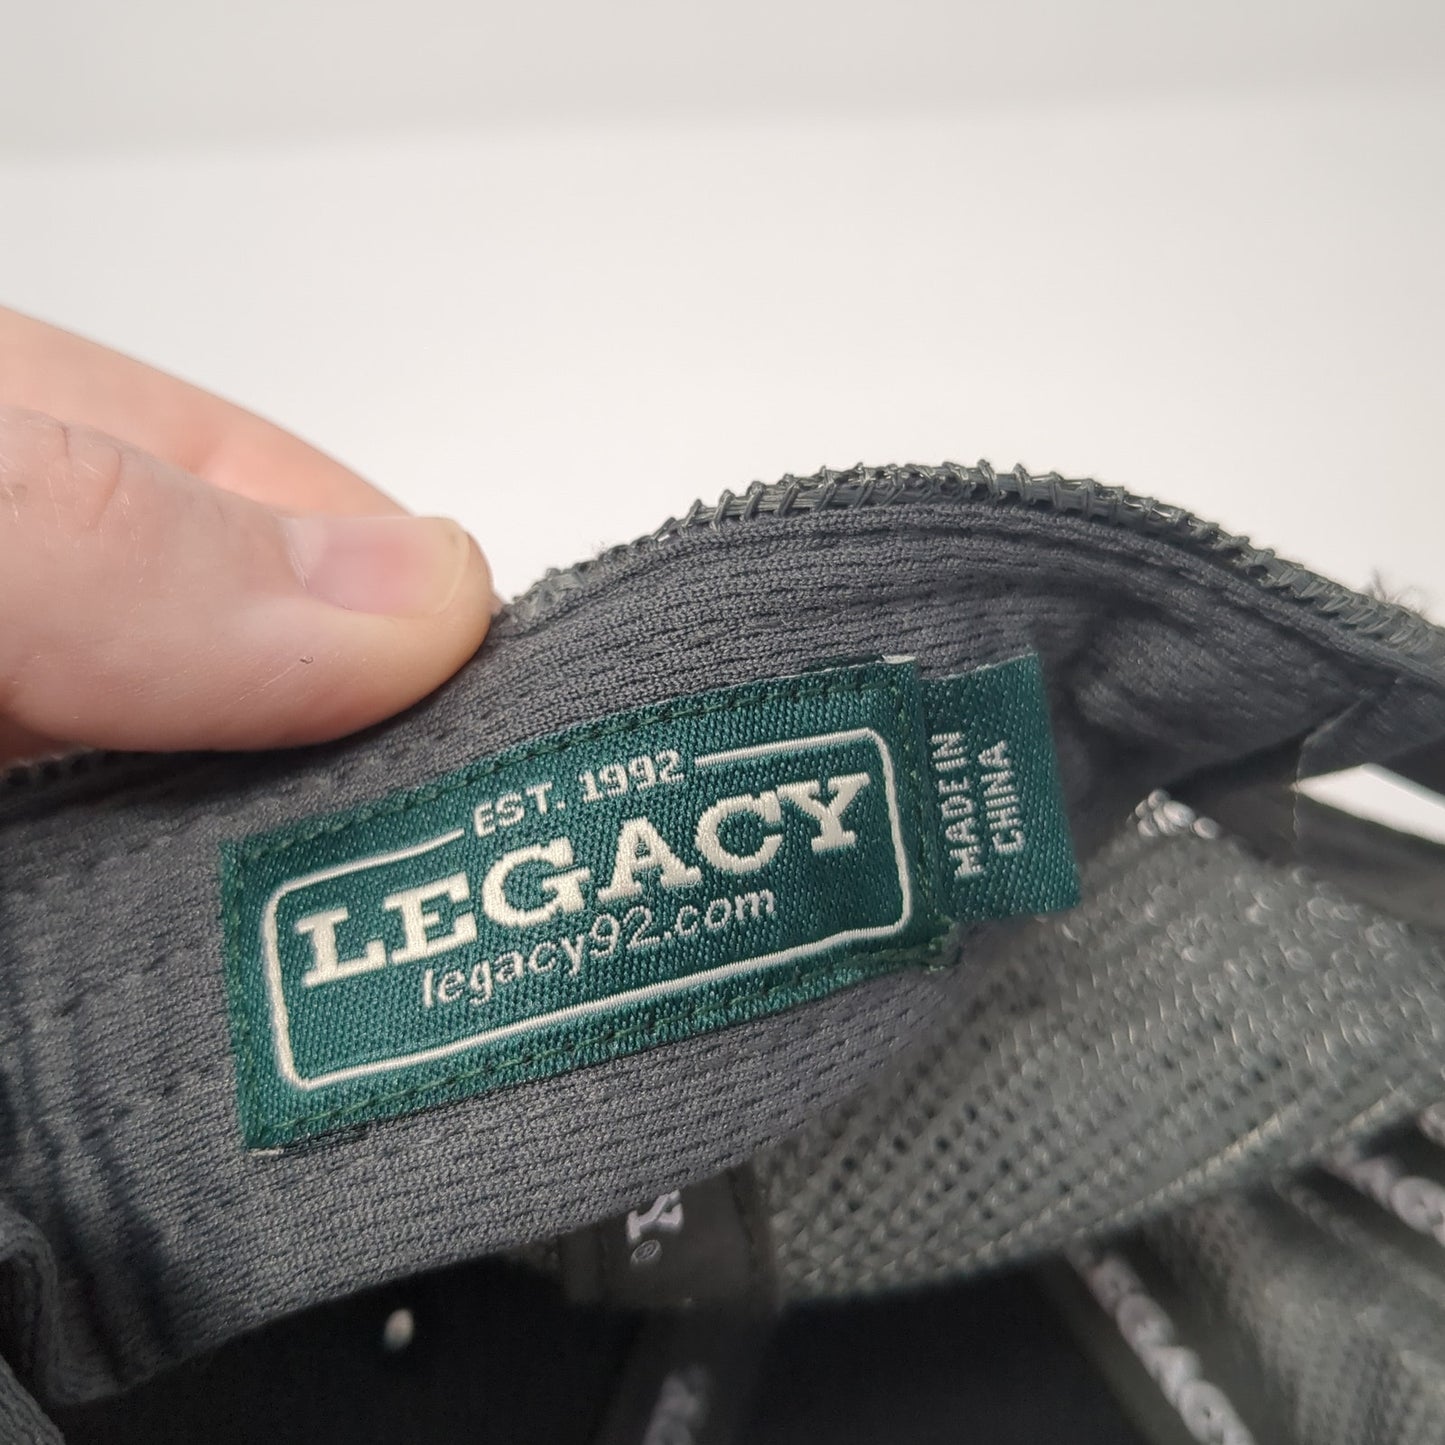 EST. 1992
LEGACY
legacy92.com
MADE IN
CHINA
Y®